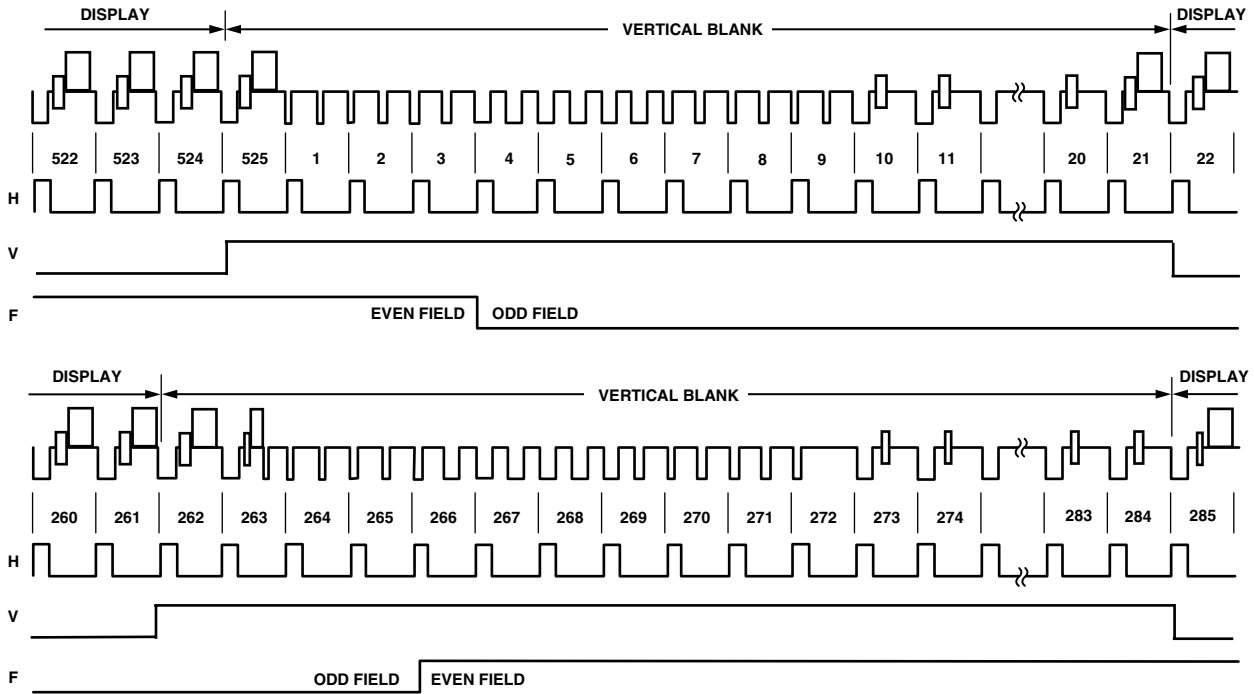 DISPLAY VERTICAL BLANK DISPLAY
522 523 524 525 1 2 3 4 5 6 7 8 9 10 11 20 21 22
H
V
F EVEN FIELD ODD FIELD
DISPLAY VERTICAL BLANK DISPLAY
260 261 262 263 264 265 266 267 268 269 270 271 272 273 274 283 284 285
H
V
F ODD FIELD EVEN FIELD